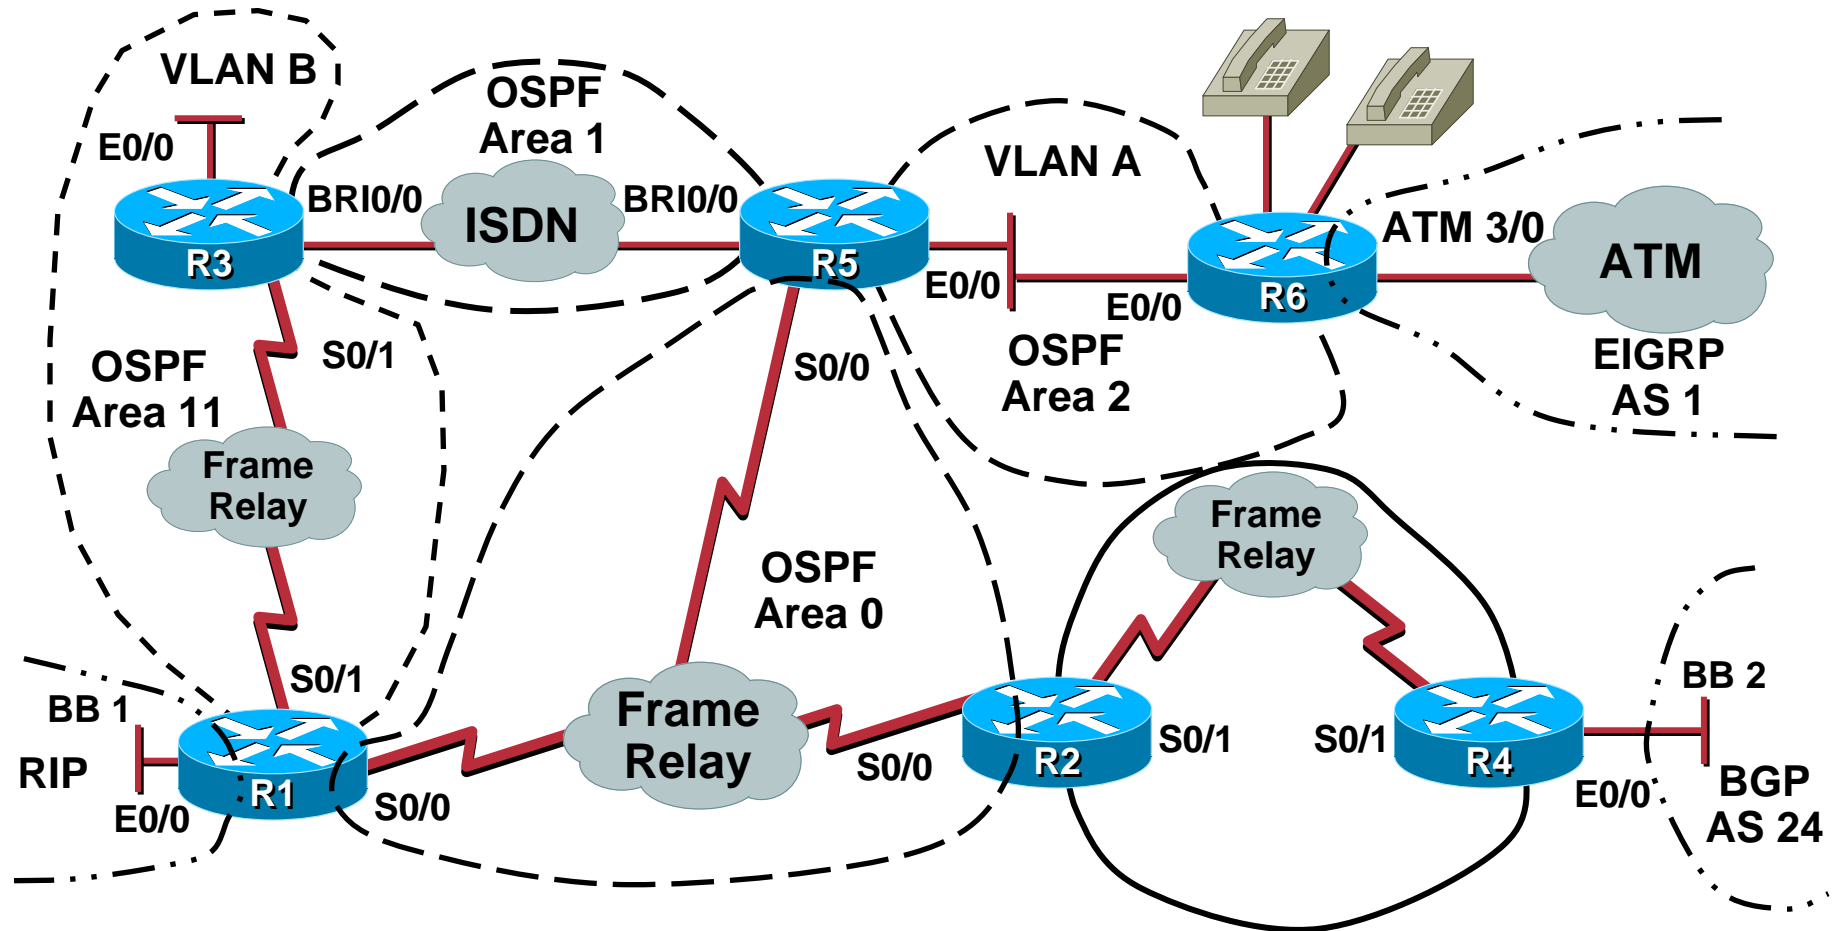 VLAN B
E0/0
OSPF
Area 1
BRI0/0
ISDN
BRI0/0
R3
R5
VLAN A
E0/0
E0/0
R6
ATM 3/0
ATM
EIGRP
AS 1
OSPF
Area 2
S0/1
S0/0
OSPF
Area 11
Frame
Relay
Frame
Relay
OSPF
Area 0
S0/1
BB 1
RIP
E0/0
R1
S0/0
Frame
Relay
S0/0
R2
S0/1
S0/1
R4
E0/0
BB 2
BGP
AS 24